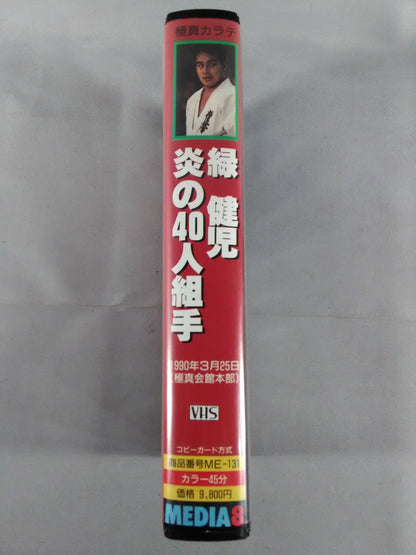 極真カラテ
緑 健児
炎の40人組手
1990年3月25日
(極真会館本部)
VHS
コピーガード方式
商品番号ME-131
カラー45分
価格 9,800円
MEDIA8